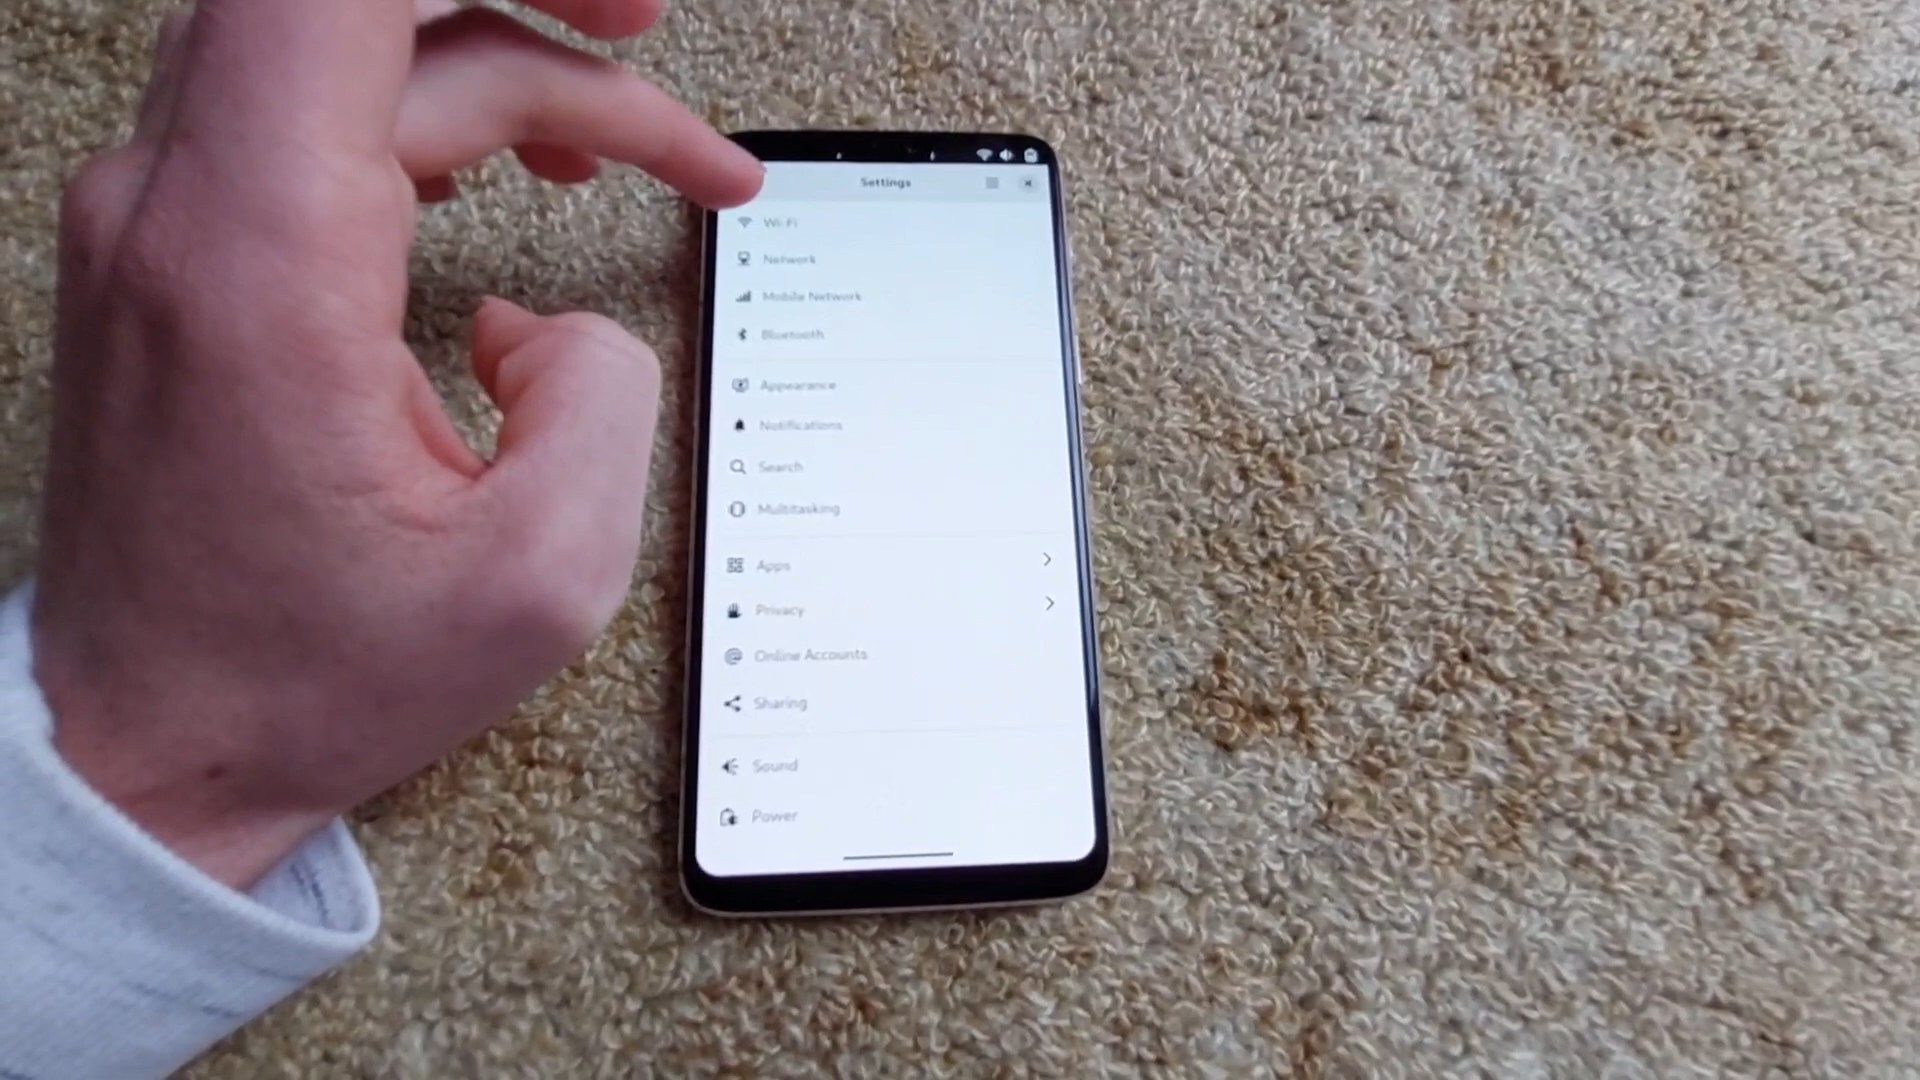 Settings
Wi-Fi
Network
Mobile Network
Bluetooth
Appearance
Notifications
Search
Multitasking
Apps
Privacy
Online Accounts
Sharing
Sound
Power